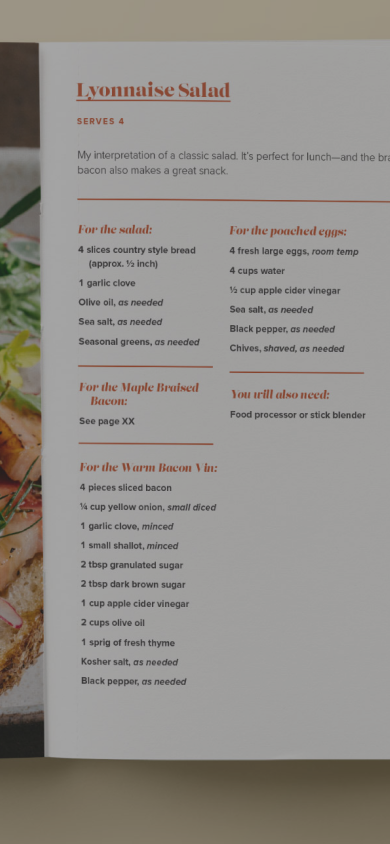 Lyonnaise Salad
SERVES 4
My interpretation of a classic salad. It's perfect for lunch—and the
bacon also makes a great snack.
For the salad:
4 slices country style bread
(approx. ½ inch)
1 garlic clove
Olive oil, as needed
Sea salt, as needed
Seasonal greens, as needed
For the Maple Braised
Bacon:
See page XX
For the Warm Bacon Vin:
4 pieces sliced bacon
¼ cup yellow onion, small diced
1 garlic clove, minced
1 small shallot, minced
2 tbsp granulated sugar
2 tbsp dark brown sugar
1 cup apple cider vinegar
2 cups olive oil
1 sprig of fresh thyme
Kosher salt, as needed
Black pepper, as needed
For the poached eggs:
4 fresh large eggs, room temp
4 cups water
½ cup apple cider vinegar
Sea salt, as needed
Black pepper, as needed
Chives, shaved, as needed
You will also need:
Food processor or stick blender